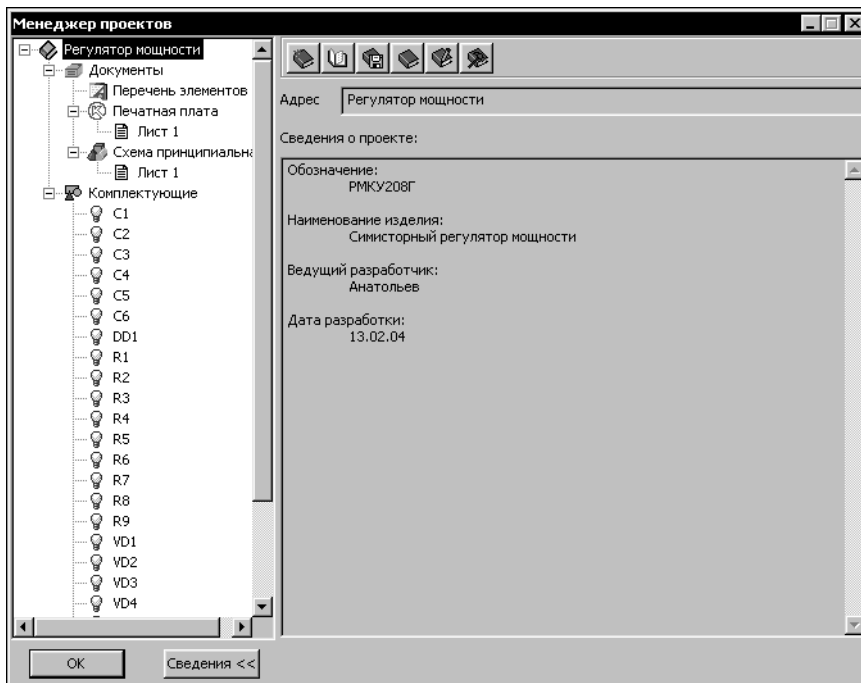 Менеджер проектов
Регулятор мощности
Документы
Перечень элементов
Печатная плата
Лист 1
Схема принципиальн
Лист 1
Комплектующие
C1
C2
C3
C4
C5
C6
DD1
R1
R2
R3
R4
R5
R6
R7
R8
R9
VD1
VD2
VD3
VD4
Адрес Регулятор мощности
Сведения о проекте:
Обозначение:
РМКУ208Г
Наименование изделия:
Симисторный регулятор мощности
Ведущий разработчик:
Анатольев
Дата разработки:
13.02.04
OK
Сведения <<